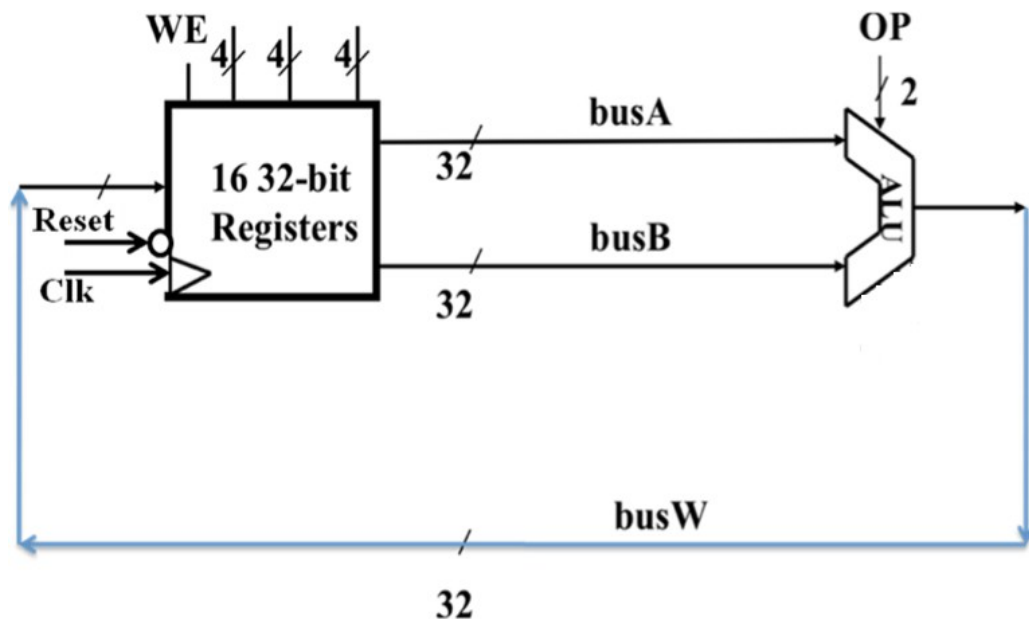 WE
4 4 4
OP
2
busA
32
16 32-bit
Registers
Reset
Clk
busB
32
ALU
busW
32